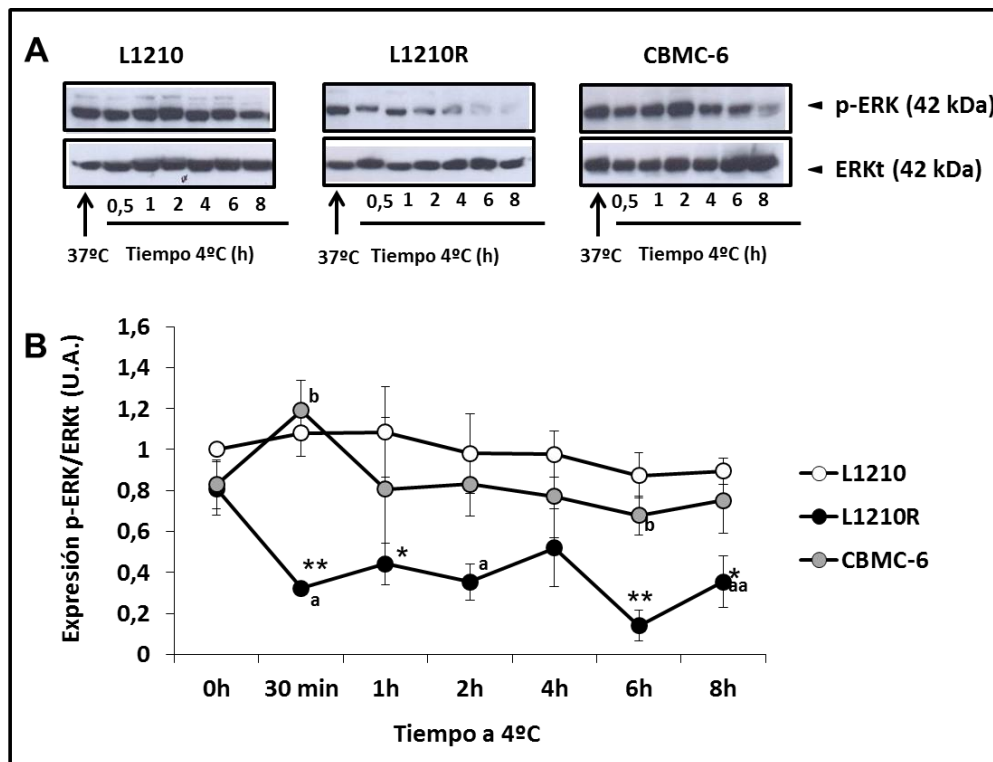 A
L1210
L1210R
CBMC-6
p-ERK (42 kDa)
ERKt (42 kDa)
0,5 1 2 4 6 8
0,5 1 2 4 6 8
0,5 1 2 4 6 8
37ºC Tiempo 4ºC (h)
37ºC Tiempo 4ºC (h)
37ºC Tiempo 4ºC (h)
B
Expresión p-ERK/ERKt (U.A.)
1,6
1,4
1,2
1
0,8
0,6
0,4
0,2
0
b
**
a
*
a
b
**
*
aa
L1210
L1210R
CBMC-6
0h 30 min 1h 2h 4h 6h 8h
Tiempo a 4ºC